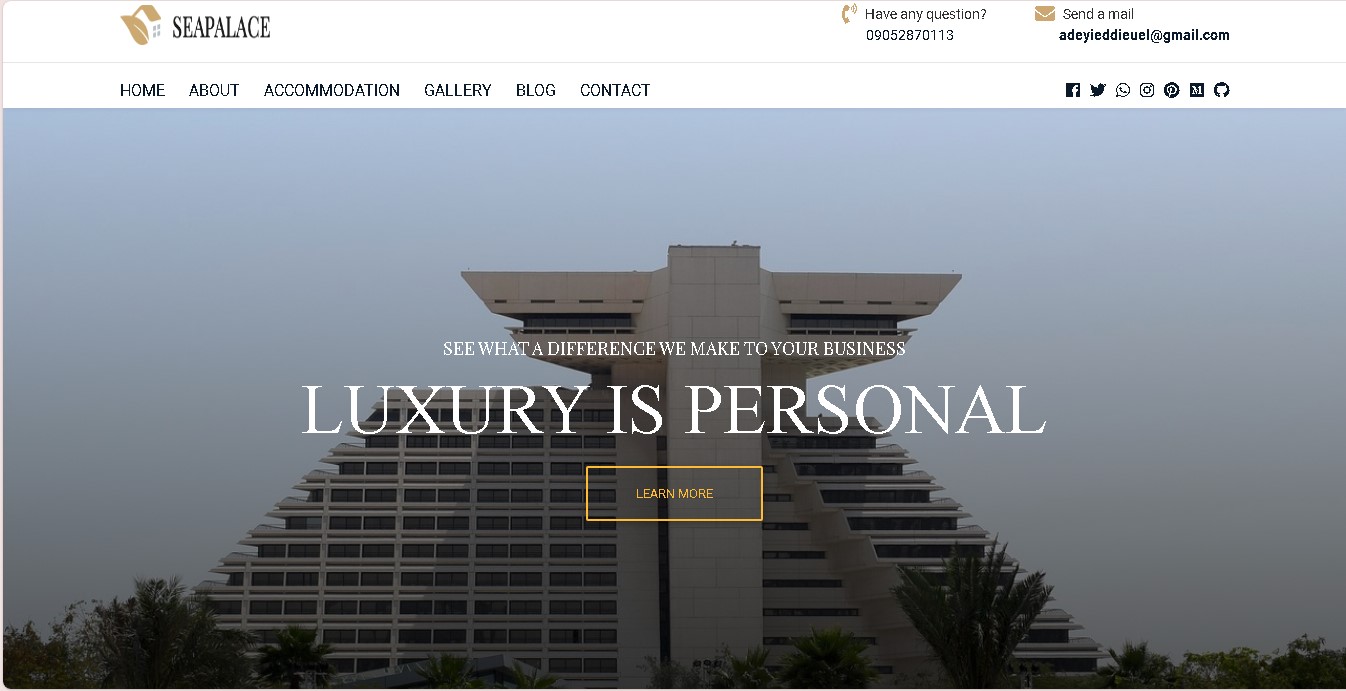 SEAPALACE
Have any question?
09052870113
Send a mail
adeyieddieuel@gmail.com
HOME ABOUT ACCOMMODATION GALLERY BLOG CONTACT
SEE WHAT A DIFFERENCE WE MAKE TO YOUR BUSINESS
LUXURY IS PERSONAL
LEARN MORE